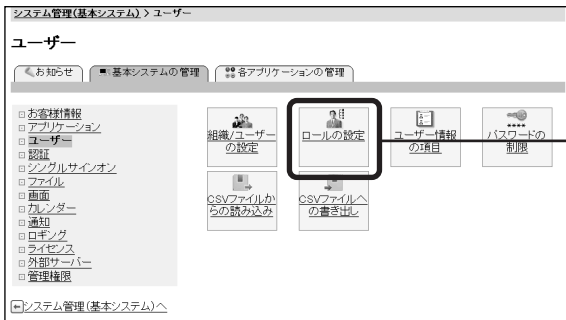 システム管理(基本システム) > ユーザー
ユーザー
お知らせ 基本システムの管理 各アプリケーションの管理
お客様情報
アプリケーション
ユーザー
認証
シングルサインオン
ファイル
画面
カレンダー
通知
ロギング
ライセンス
外部サーバー
管理権限
組織/ユーザー
の設定
ロールの設定
ユーザー情報
の項目
パスワードの
制限
CSVファイルか
らの読み込み
CSVファイルへ
の書き出し
システム管理(基本システム)へ